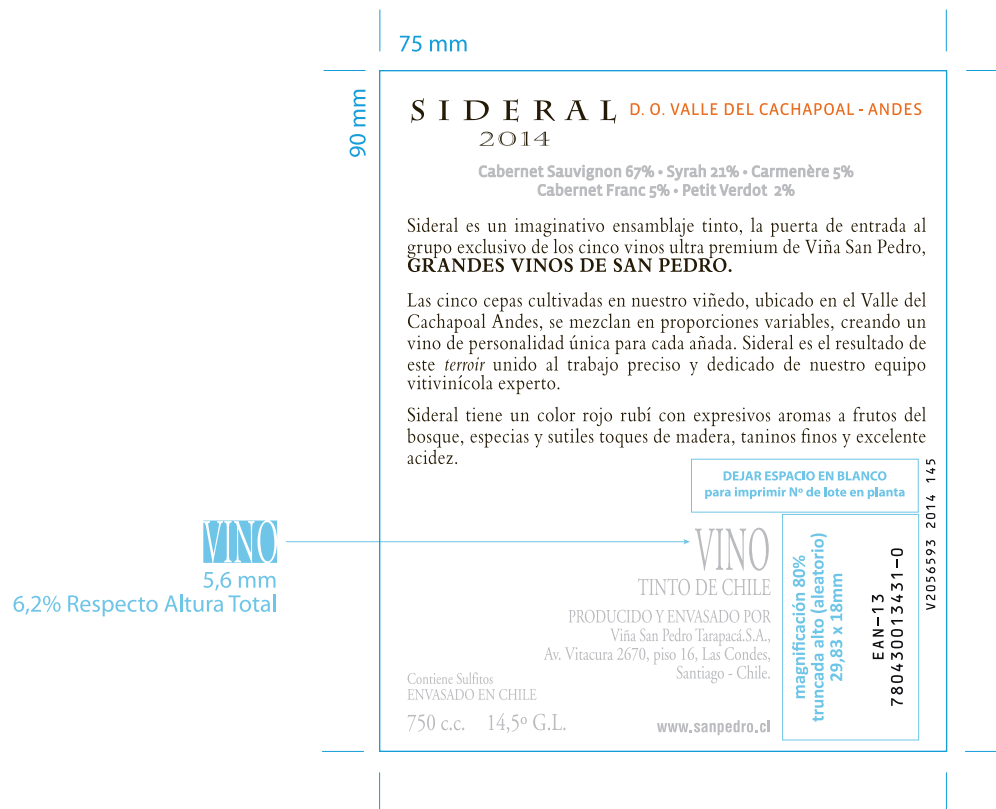 75 mm
90 mm
SIDERAL D. O. VALLE DEL CACHAPOAL - ANDES
2014
Cabernet Sauvignon 67% • Syrah 21% • Carmenère 5%
Cabernet Franc 5% • Petit Verdot 2%
Sideral es un imaginativo ensamblaje tinto, la puerta de entrada al
grupo exclusivo de los cinco vinos ultra premium de Viña San Pedro,
GRANDES VINOS DE SAN PEDRO.
Las cinco cepas cultivadas en nuestro viñedo, ubicado en el Valle del
Cachapoal Andes, se mezclan en proporciones variables, creando un
vino de personalidad única para cada añada. Sideral es el resultado de
este terroir unido al trabajo preciso y dedicado de nuestro equipo
vitivinícola experto.
Sideral tiene un color rojo rubí con expresivos aromas a frutos del
bosque, especias y sutiles toques de madera, taninos finos y excelente
acidez.
DEJAR ESPACIO EN BLANCO
para imprimir Nº de lote en planta
V2056593 2014 145
VINO
5,6 mm
6,2% Respecto Altura Total
VINO
TINTO DE CHILE
PRODUCIDO Y ENVASADO POR
Viña San Pedro Tarapacá.S.A.,
Av. Vitacura 2670, piso 16, Las Condes,
Santiago - Chile.
Contiene Sulfitos
ENVASADO EN CHILE
750 c.c. 14,5º G.L.
www.sanpedro.cl
magnificación 80%
truncada alto (aleatorio)
29,83 x 18mm
EAN-13
780430013431-0